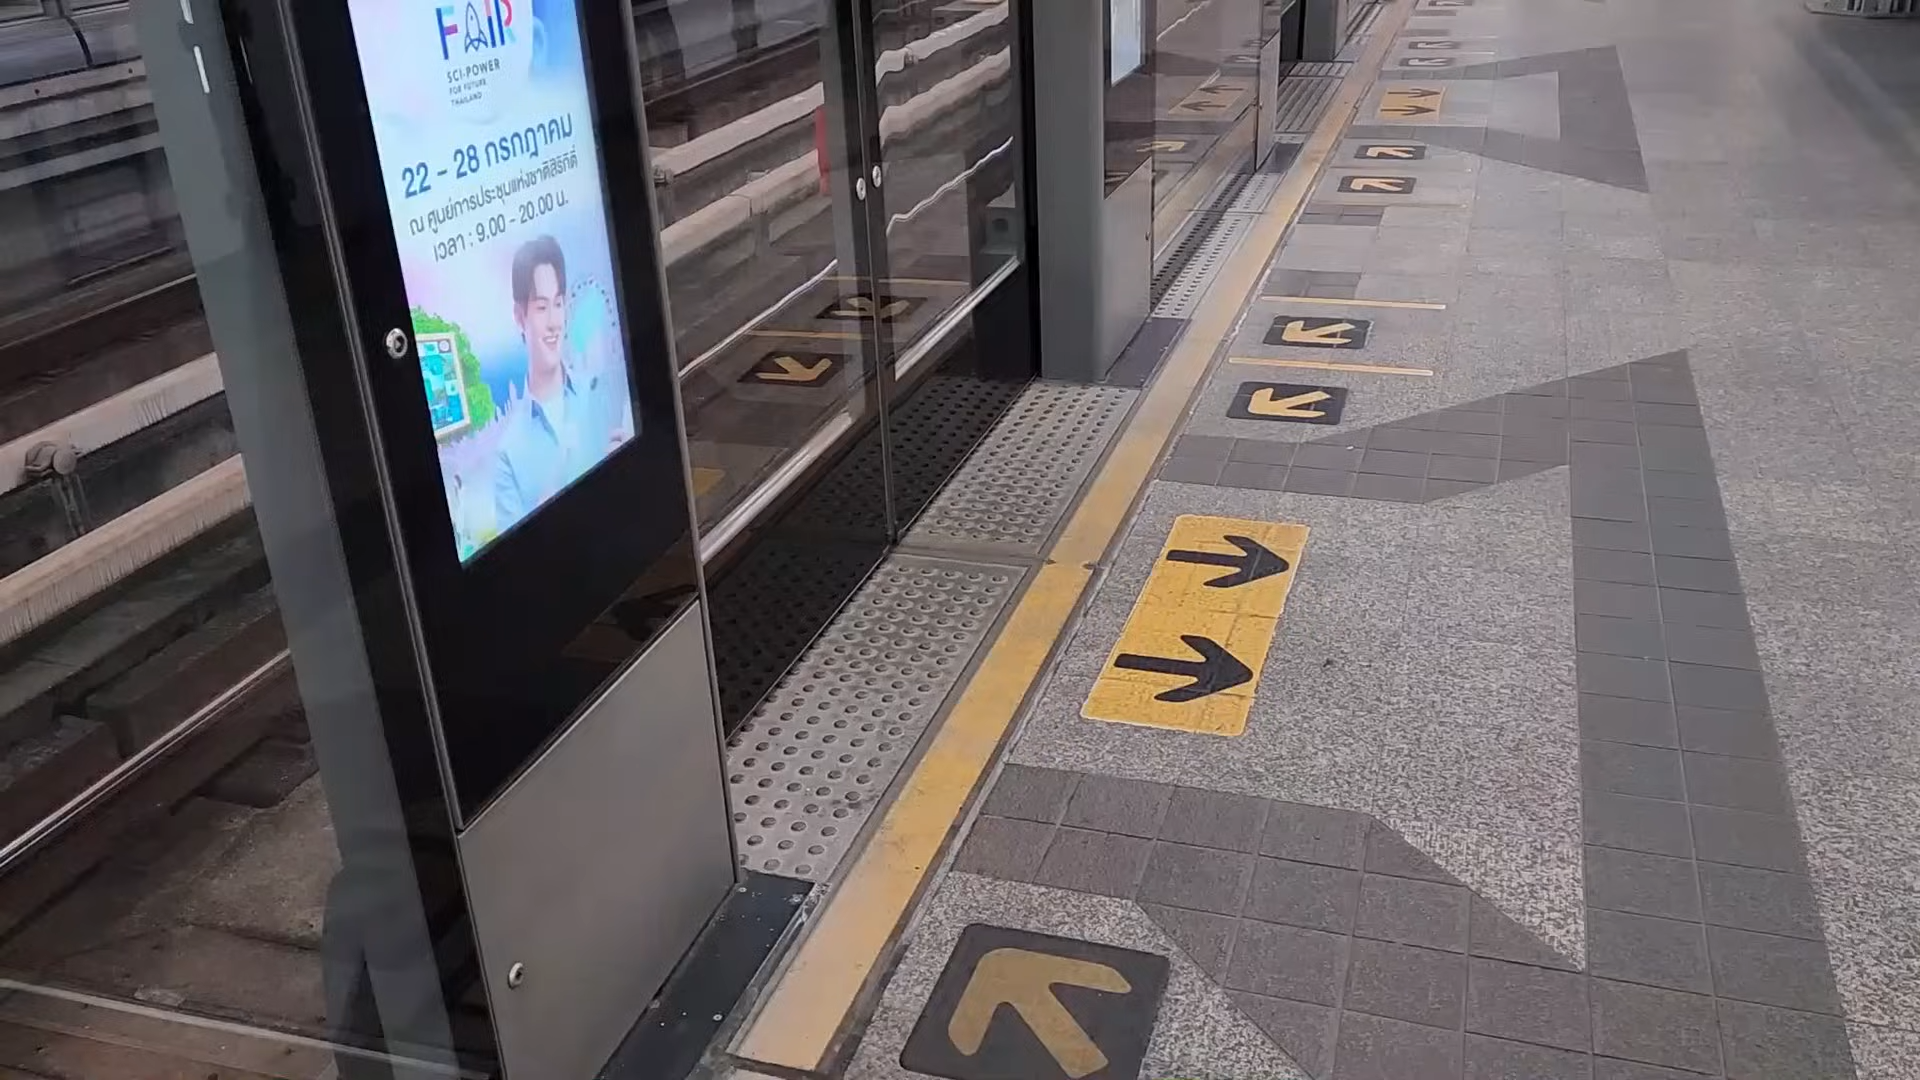 FAIR
SCI-POWER
FOR FUTURE
THAILAND
22 - 28 กรกฎาคม
ณ ศูนย์การประชุมแห่งชาติสิริกิติ์
เวลา : 9.00 - 20.00 น.